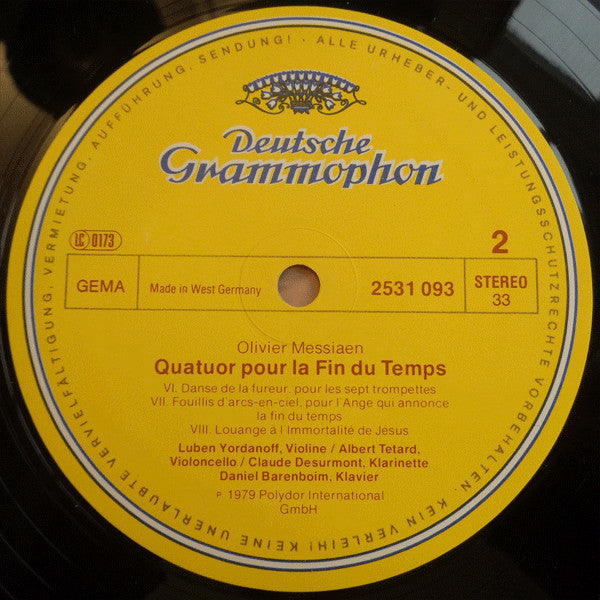 Deutsche
Grammophon
KEINE UNERLAUBTE VERVIELFÄLTIGUNG, VERMIETUNG, AUFFÜHRUNG, SENDUNG! · ALLE URHEBER- UND LEISTUNGSSCHUTZRECHTE VORBEHALTEN. KEIN VERLEIH!
LC 0173
2
GEMA
Made in West Germany
2531 093
STEREO
33
Olivier Messiaen
Quatuor pour la Fin du Temps
VI. Danse de la fureur, pour les sept trompettes
VII. Fouillis d'arcs-en-ciel, pour l'Ange qui annonce
la fin du temps
VIII. Louange à l'Immortalité de Jésus
Luben Yordanoff, Violine / Albert Tetard,
Violoncello / Claude Desurmont, Klarinette
Daniel Barenboim, Klavier
℗ 1979 Polydor International
GmbH